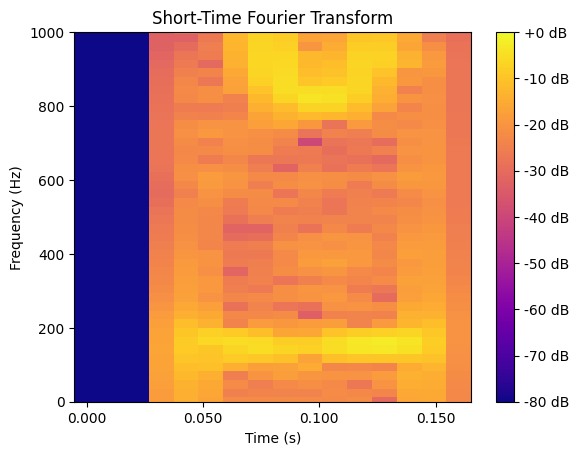 Short-Time Fourier Transform
1000
800
600
400
200
0
Frequency (Hz)
0.000
0.050
0.100
0.150
Time (s)
+0 dB
-10 dB
-20 dB
-30 dB
-40 dB
-50 dB
-60 dB
-70 dB
-80 dB